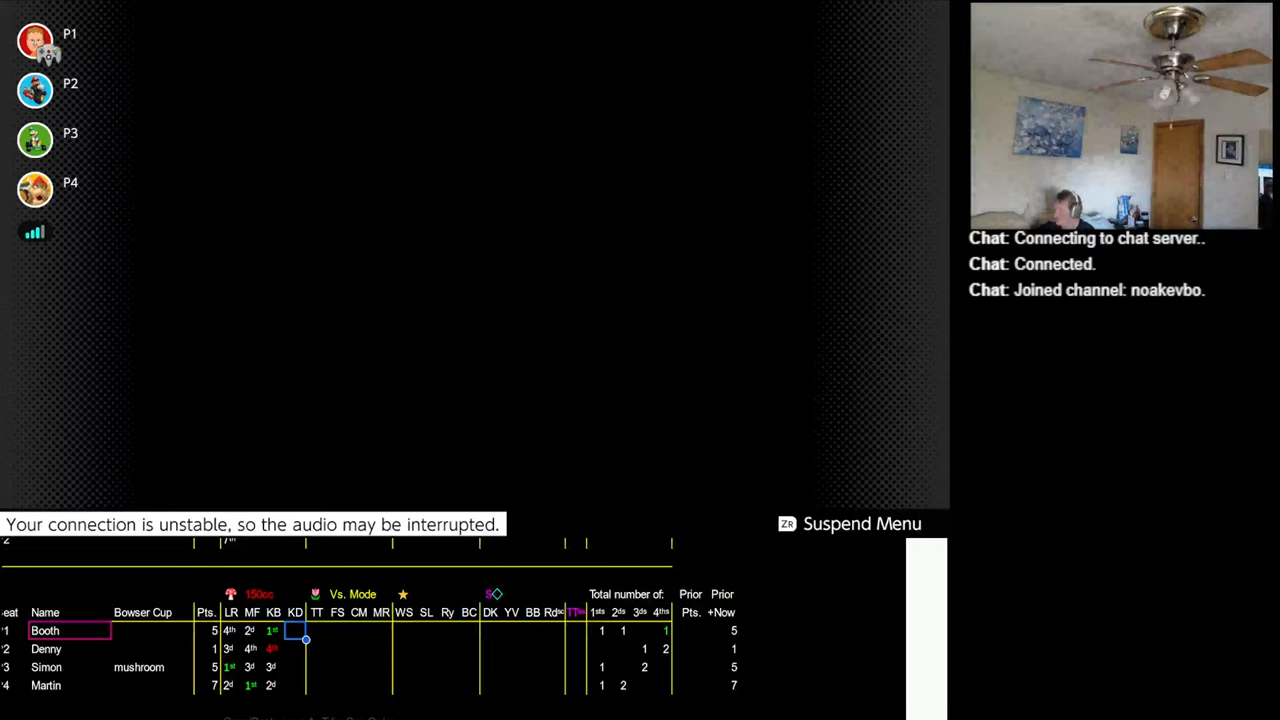 P1
P2
P3
P4
Chat: Connecting to chat server..
Chat: Connected.
Chat: Joined channel: noakevbo.
Your connection is unstable, so the audio may be interrupted.
ZR Suspend Menu
150cc Vs. Mode S Total number of: Prior Prior
eat Name Bowser Cup Pts. LR MF KB KD TT FS CM MR WS SL Ry BC DK YV BB Rdsc 1sts 2ds 3ds 4ths Pts. +Now
1 Booth 5 4th 2d 1st 1 1 1 5
2 Denny 1 3d 4th 4th 1 2 1
3 Simon mushroom 5 1st 3d 3d 1 2 5
4 Martin 7 2d 1st 2d 1 2 7